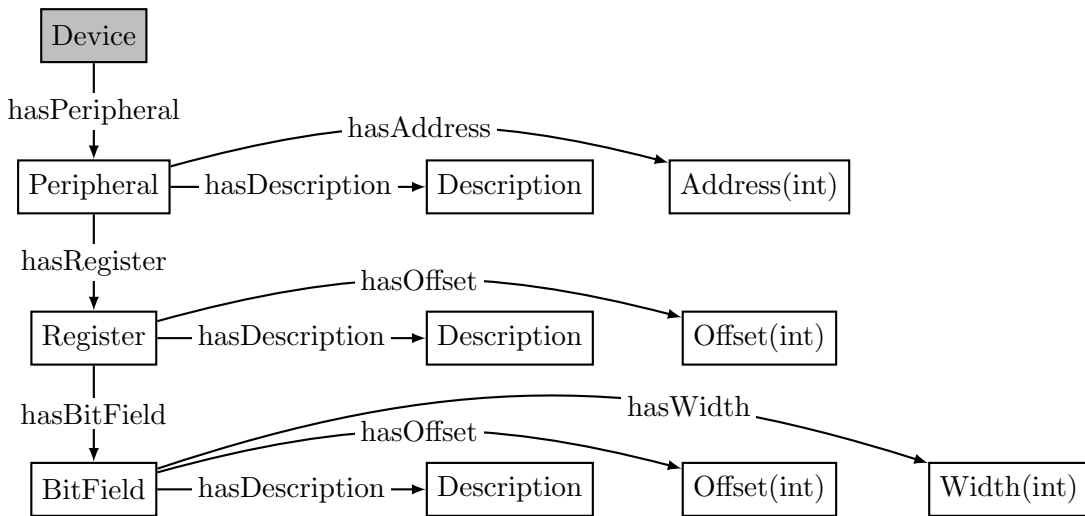 Device
hasPeripheral
hasAddress
Peripheral hasDescription Description Address(int)
hasRegister
hasOffset
Register hasDescription Description Offset(int)
hasBitField
hasWidth
hasOffset
BitField hasDescription Description Offset(int) Width(int)